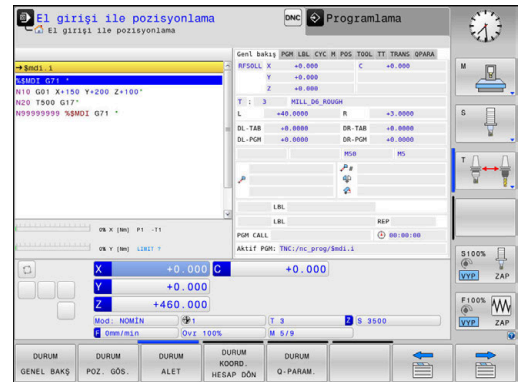 El girişi ile pozisyonlama
El girişi ile pozisyonlama
DNC
Programlama
→$mdi.i
%$MDI G71 *
N10 G01 X+150 Y+200 Z+100*
N20 T500 G17*
N99999999 %$MDI G71 *
Genl bakış PGM LBL CYC M POS TOOL TT TRANS QPARA
RFSOLL X +0.0000 C +0.000
Y +0.0000
Z +0.0000
T : 3 MILL_D6_ROUGH
L +40.0000 R +3.0000
DL-TAB +0.0000 DR-TAB +0.0000
DL-PGM +0.0000 DR-PGM +0.0000
M50 M5
P
LBL
LBL REP
PGM CALL 00:00:00
Aktif PGM: TNC:/nc_prog/$mdi.i
0% X [Nm] P1 -T1
0% Y [Nm] LIMIT 1
X +0.000 C +0.000
Y +0.000
Z +460.000
Mod: NOMİN 1 T 3 Z S 3500
F 0mm/min Ovr 100% M 5/9
M
S
T
S100%
VYP ZAP
F100%
VYP ZAP
DURUM GENEL BAKŞ
DURUM POZ. GÖS.
DURUM ALET
DURUM KOORD. HESAP DÖN
DURUM Q-PARAM.